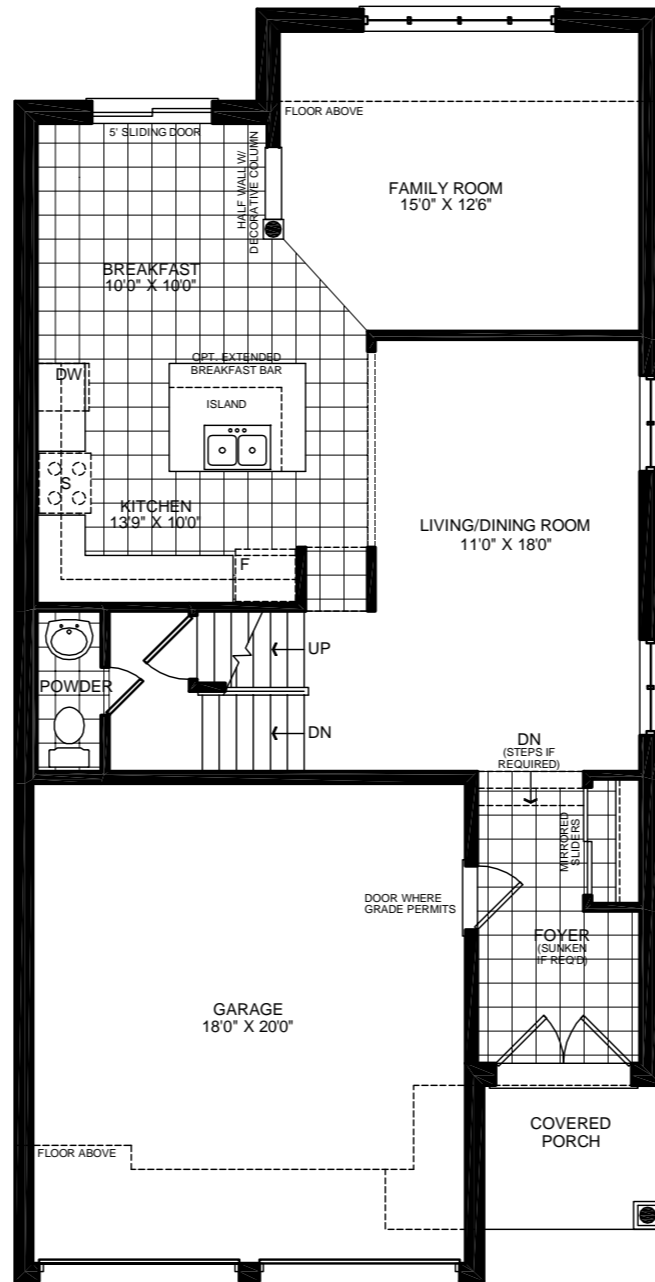 FLOOR ABOVE
5' SLIDING DOOR
HALF WALL W/
DECORATIVE COLUMN
FAMILY ROOM
15'0" X 12'6"
BREAKFAST
10'0" X 10'0"
OPT. EXTENDED
BREAKFAST BAR
DW
ISLAND
S
KITCHEN
13'9" X 10'0"
LIVING/DINING ROOM
11'0" X 18'0"
F
UP
POWDER
DN
DN
(STEPS IF
REQUIRED)
MIRRORED
SLIDERS
DOOR WHERE
GRADE PERMITS
FOYER
(SUNKEN
IF REQ'D)
GARAGE
18'0" X 20'0"
COVERED
PORCH
FLOOR ABOVE